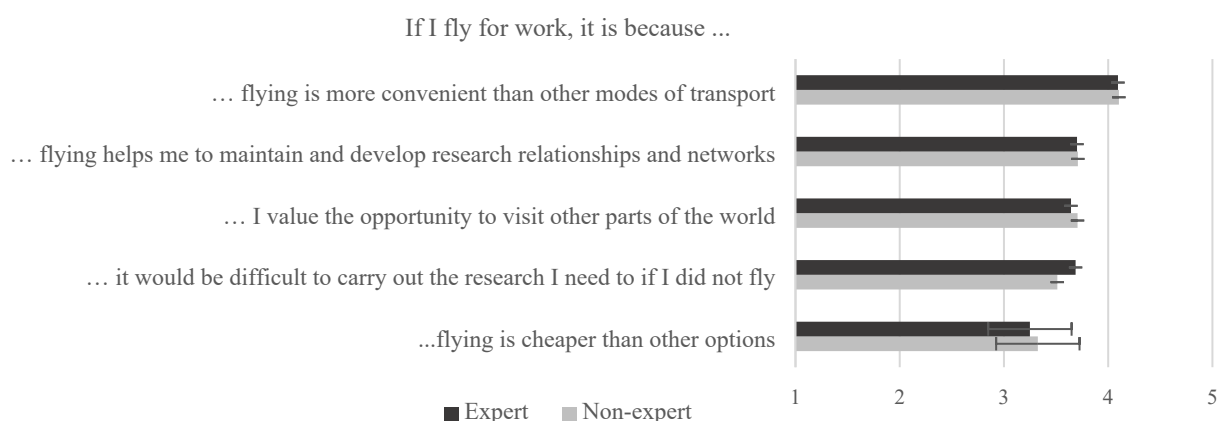 If I fly for work, it is because ...
… flying is more convenient than other modes of transport
… flying helps me to maintain and develop research relationships and networks
… I value the opportunity to visit other parts of the world
… it would be difficult to carry out the research I need to if I did not fly
...flying is cheaper than other options
1 2 3 4 5
Expert Non-expert